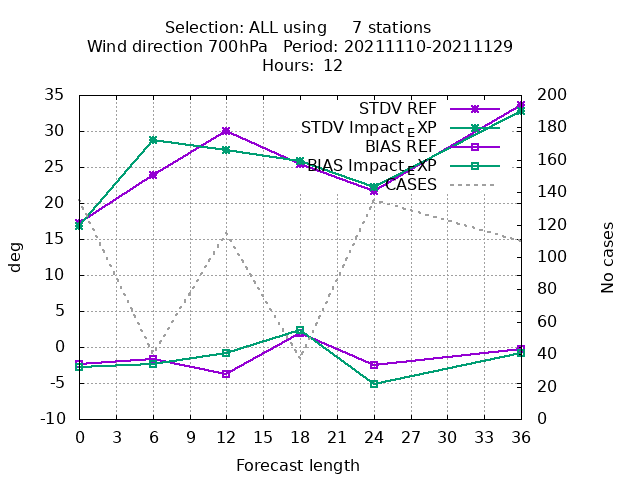 Selection: ALL using     7 stations
Wind direction 700hPa   Period: 20211110-20211129
Hours: 12
35
30
25
20
15
10
5
0
-5
-10
200
180
160
140
120
100
80
60
40
20
0
STDV REF
STDV Impact_EXP
BIAS REF
BIAS Impact_EXP
CASES
deg
No cases
0 3 6 9 12 15 18 21 24 27 30 33 36
Forecast length